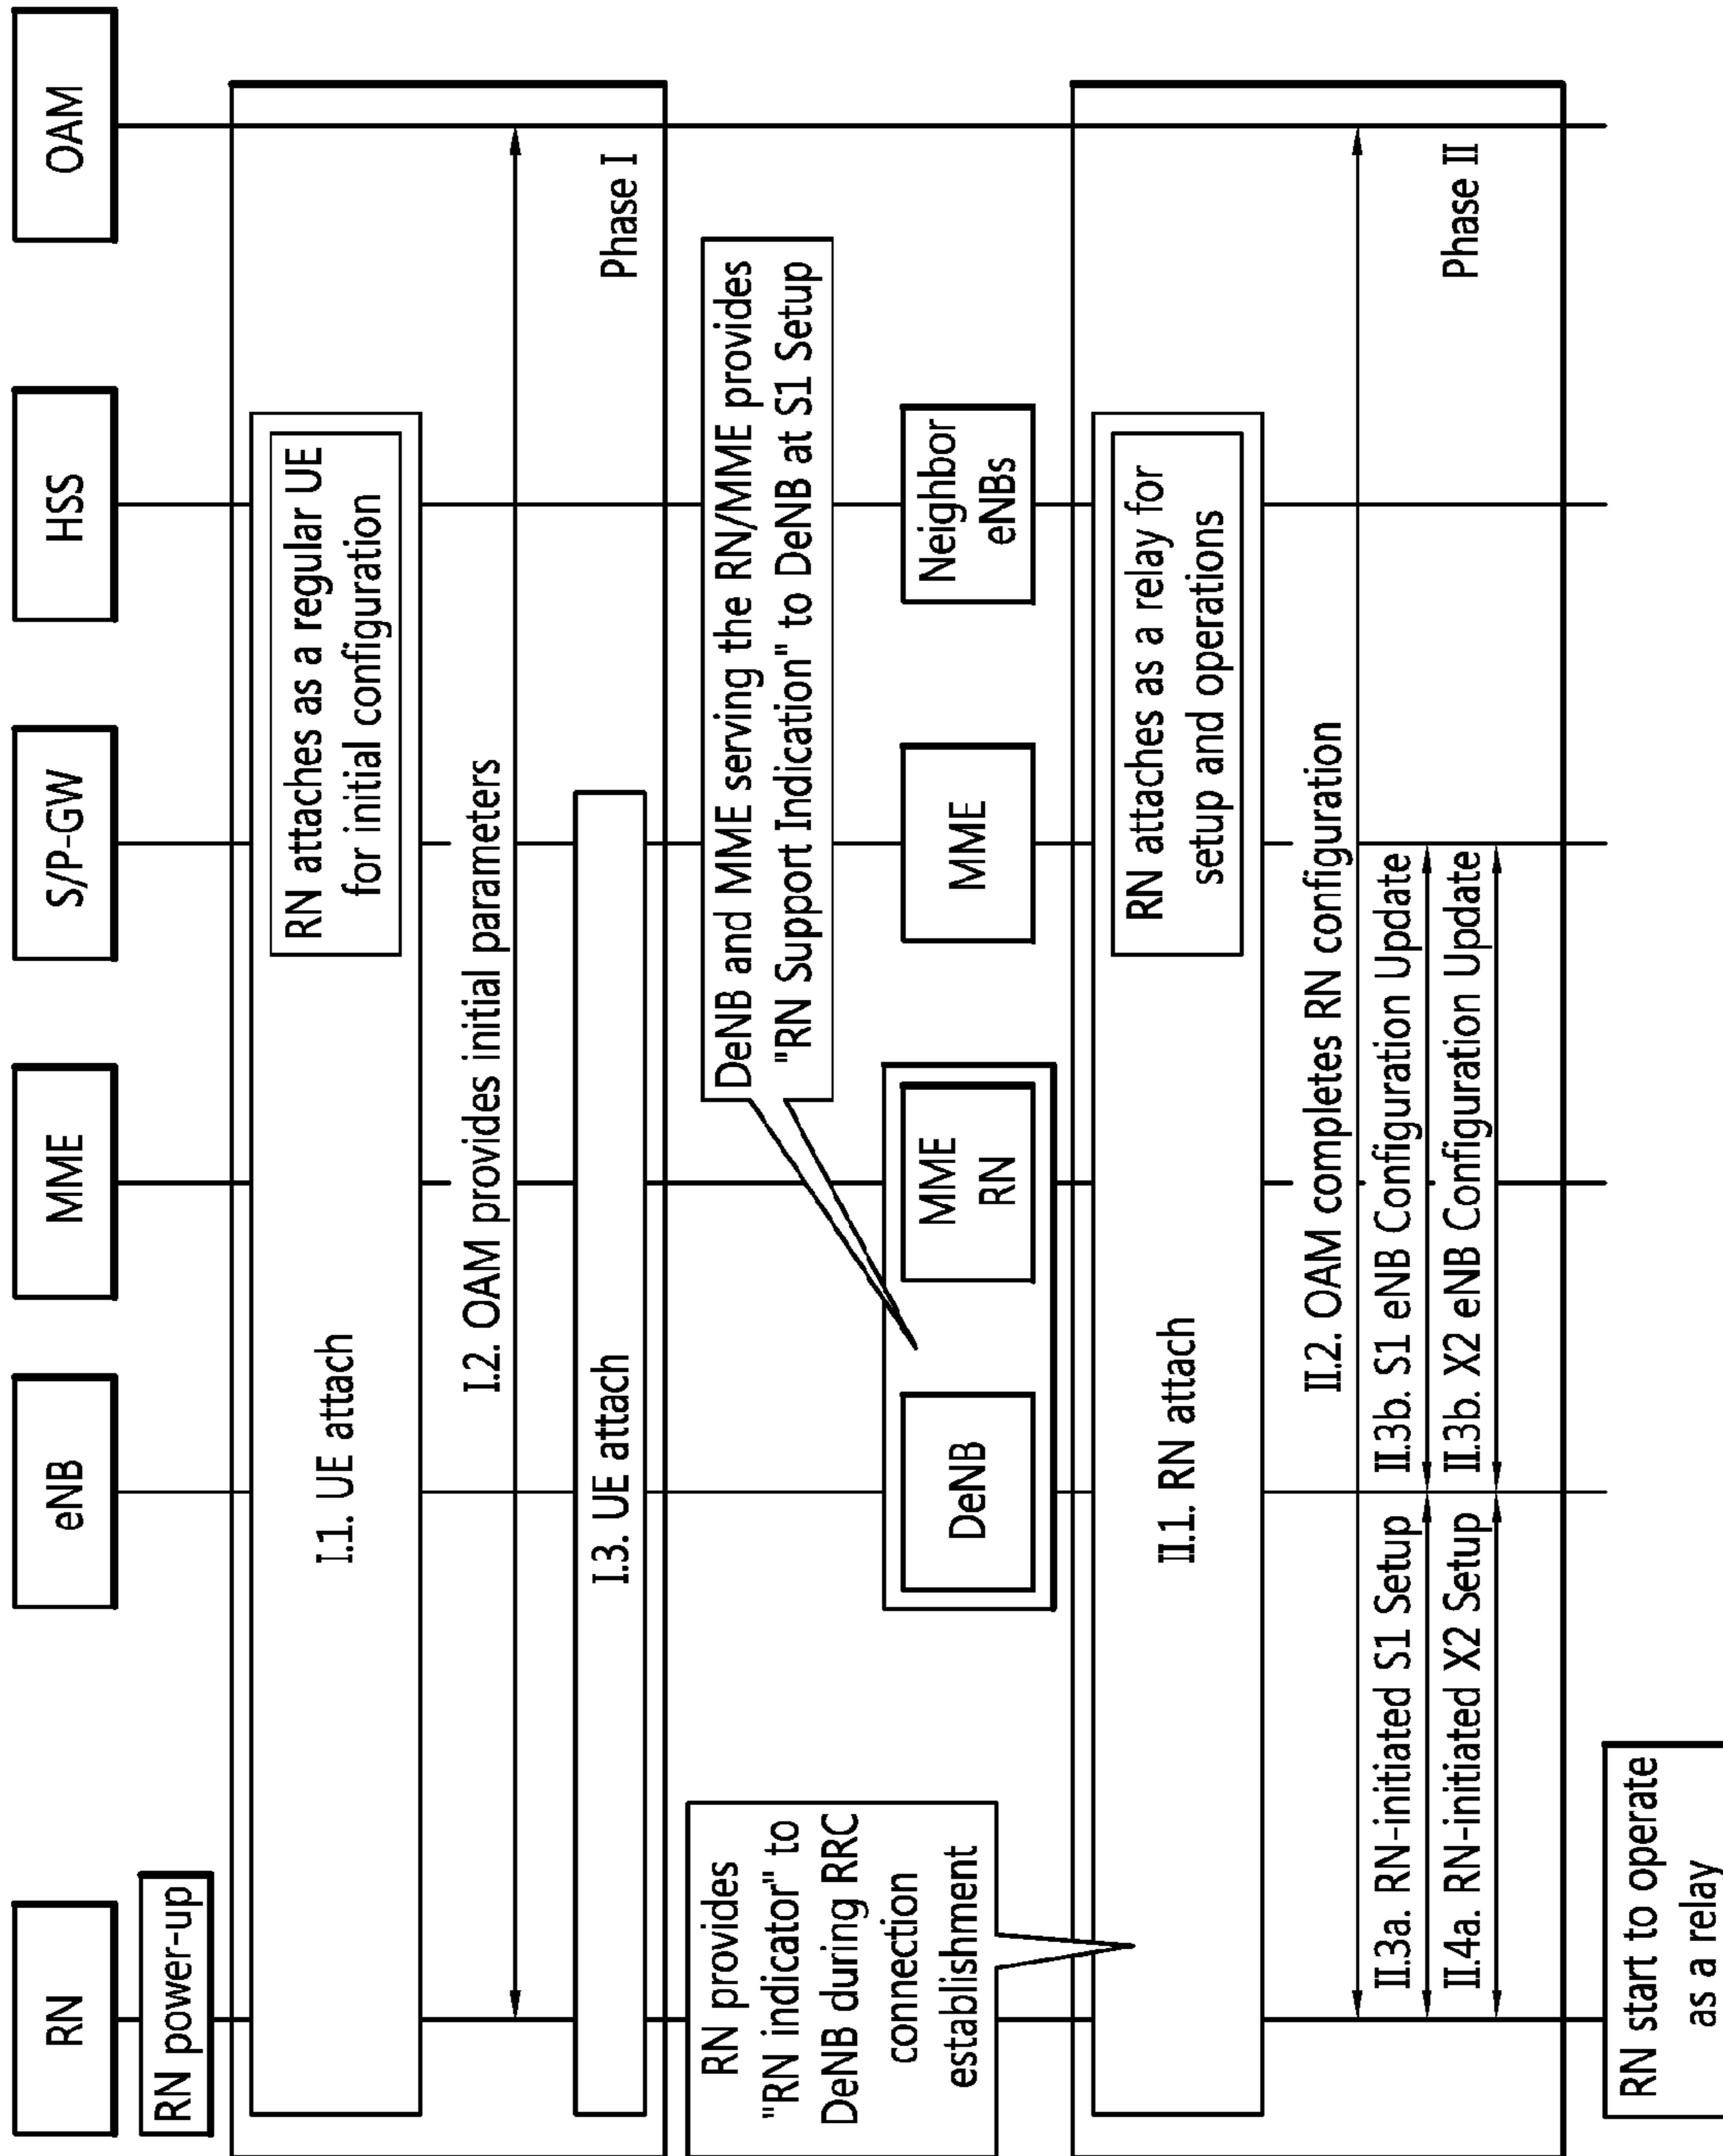 RN
eNB
MME
S/P-GW
HSS
OAM
RN power-up
I.1. UE attach
RN attaches as a regular UE
for initial configuration
I.2. OAM provides initial parameters
I.3. UE attach
Phase I
RN provides
"RN indicator" to
DeNB during RRC
connection
establishment
DeNB and MME serving the RN/MME provides
"RN Support Indication" to DeNB at S1 Setup
DeNB
MME
RN
MME
Neighbor
eNBs
II.1. RN attach
RN attaches as a relay for
setup and operations
II.2. OAM completes RN configuration
II.3a. RN-initiated S1 Setup
II.3b. S1 eNB Configuration Update
II.4a. RN-initiated X2 Setup
II.3b. X2 eNB Configuration Update
Phase II
RN start to operate
as a relay